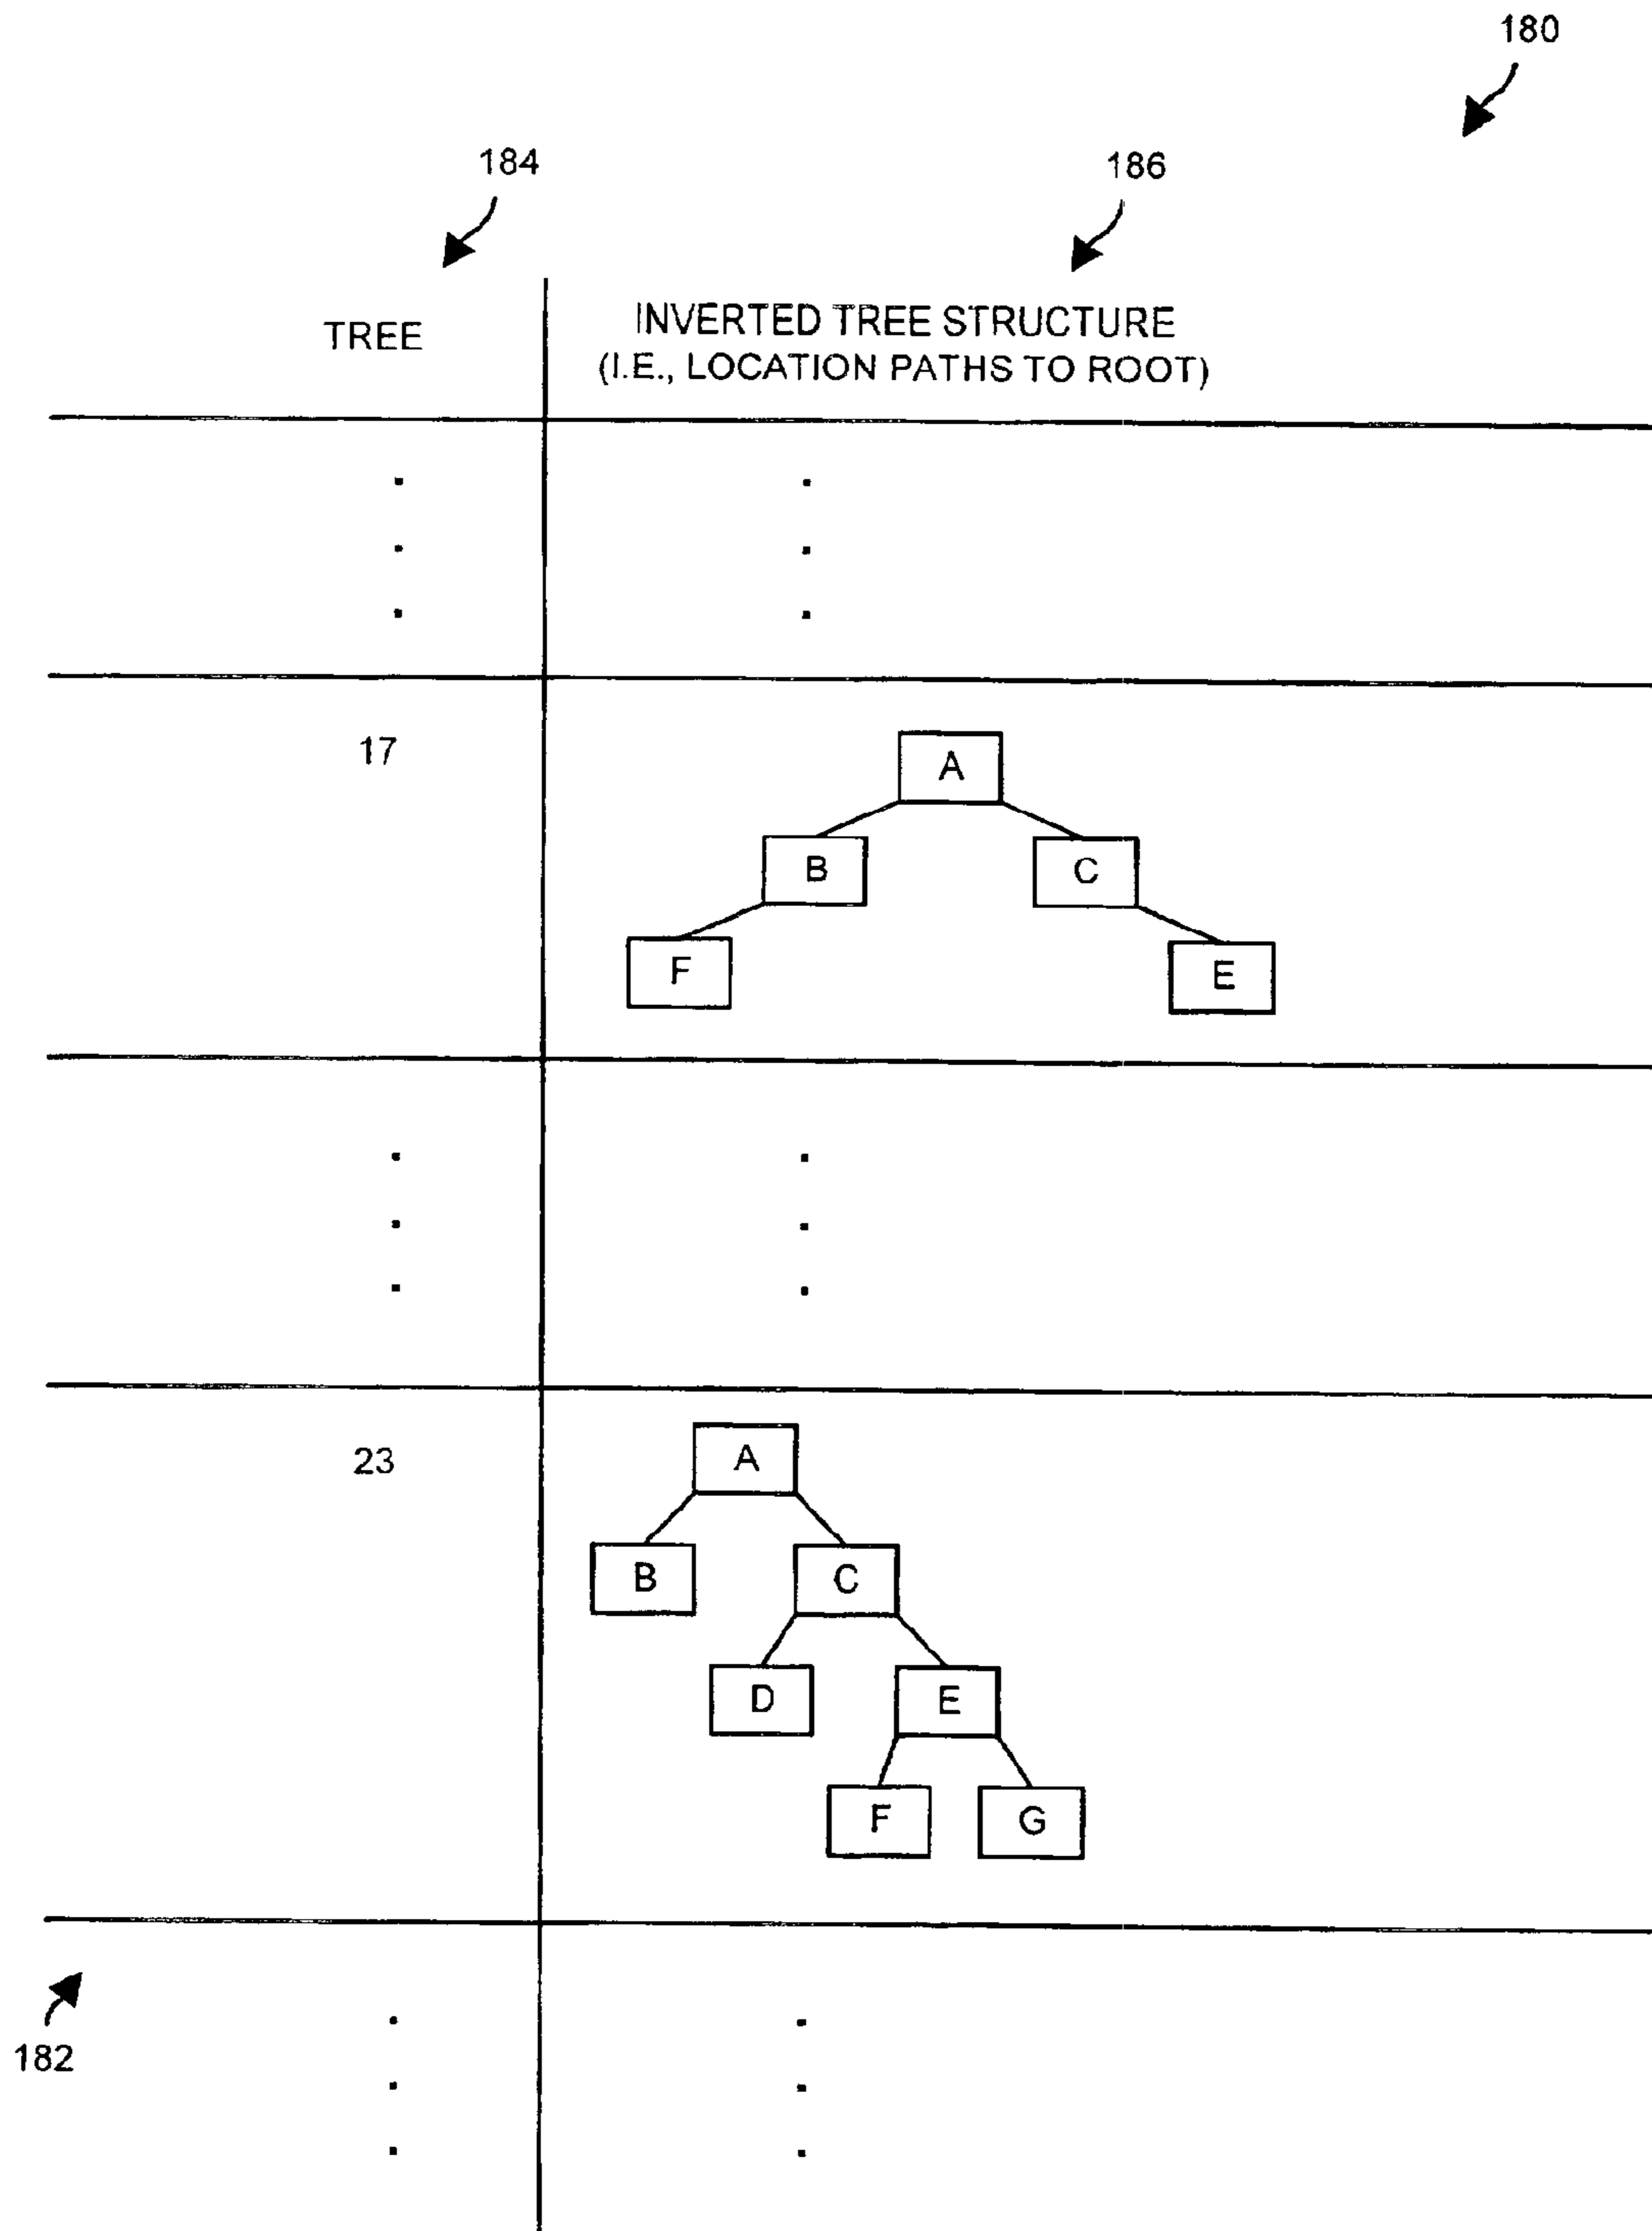 180
184
186
TREE
INVERTED TREE STRUCTURE
(I.E., LOCATION PATHS TO ROOT)
17
A
B
C
F
E
23
A
B
C
D
E
F
G
182